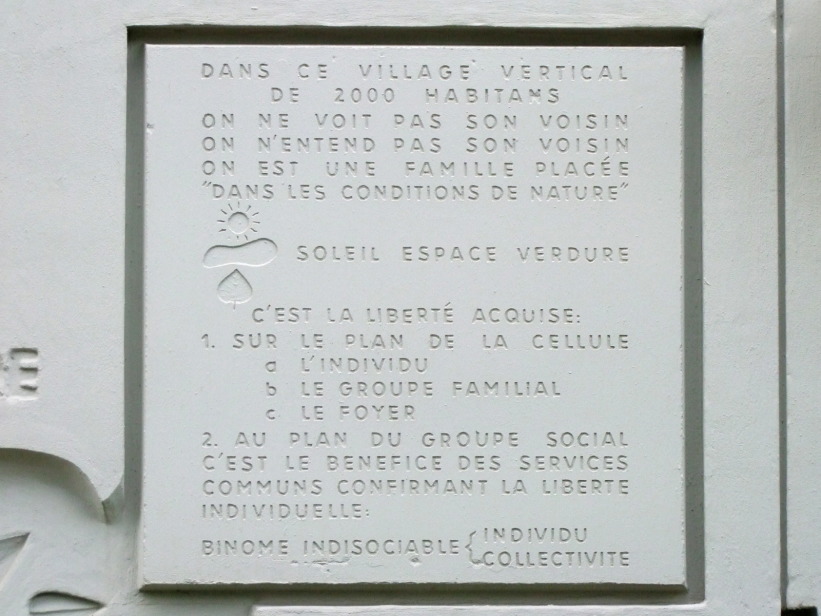 DANS CE VILLAGE VERTICAL
DE 2000 HABITANS
ON NE VOIT PAS SON VOISIN
ON N'ENTEND PAS SON VOISIN
ON EST UNE FAMILLE PLACÉE
"DANS LES CONDITIONS DE NATURE"
SOLEIL ESPACE VERDURE
C'EST LA LIBERTÉ ACQUISE:
1. SUR LE PLAN DE LA CELLULE
a L'INDIVIDU
b LE GROUPE FAMILIAL
c LE FOYER
2. AU PLAN DU GROUPE SOCIAL
C'EST LE BENEFICE DES SERVICES
COMMUNS CONFIRMANT LA LIBERTE
INDIVIDUELLE:
BINOME INDISOCIABLE { INDIVIDU
COLLECTIVITE